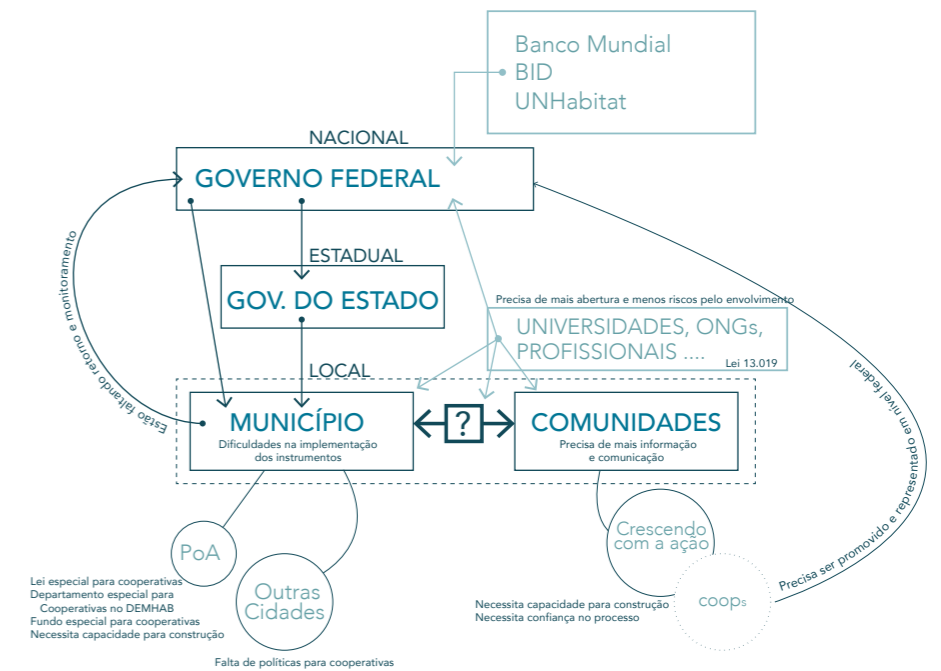 Banco Mundial
BID
UNHabitat
NACIONAL
GOVERNO FEDERAL
ESTADUAL
GOV. DO ESTADO
Estão faltando retorno e monitoramento
Precisa de mais abertura e menos riscos pelo envolvimento
UNIVERSIDADES, ONGs,
PROFISSIONAIS ....
Lei 13.019
LOCAL
MUNICÍPIO
Dificuldades na implementação
dos instrumentos
?
COMUNIDADES
Precisa de mais informação
e comunicação
Precisa ser promovido e representado em nível federal
PoA
Lei especial para cooperativas
Departamento especial para
Cooperativas no DEMHAB
Fundo especial para cooperativas
Necessita capacidade para construção
Outras
Cidades
Falta de políticas para cooperativas
Crescendo
com a ação
Necessita capacidade para construção
Necessita confiança no processo
coops